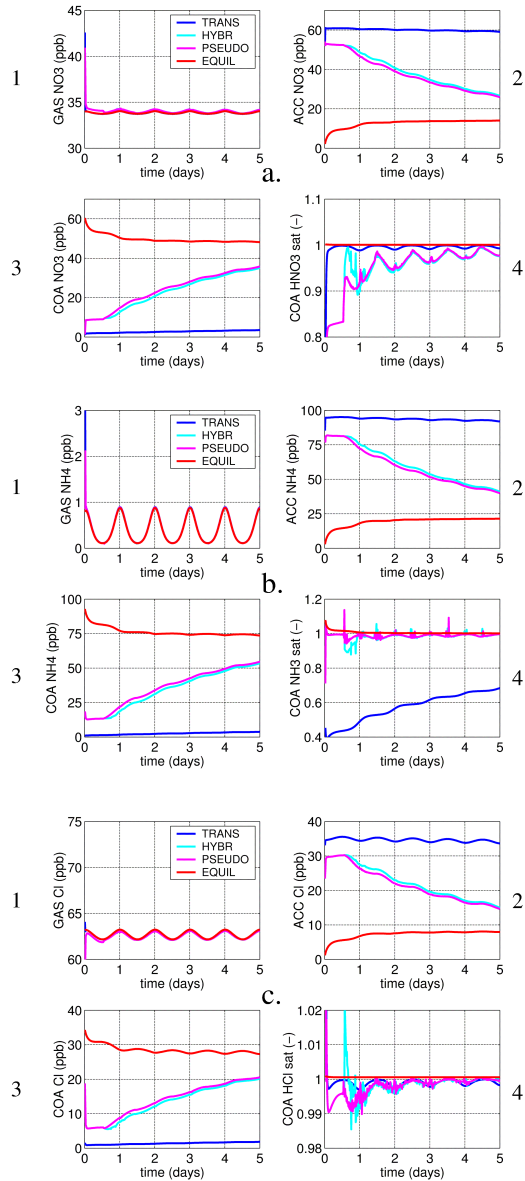 65
60
55
50
45
40
35
30
GAS NO3 (ppb)
TRANS
HYBR
PSEUDO
EQUIL
0 1 2 3 4 5
time (days)
1
60
40
20
0
ACC NO3 (ppb)
0 1 2 3 4 5
time (days)
2
a.
60
40
20
0
COA NO3 (ppb)
0 1 2 3 4 5
time (days)
3
1.1
1
0.9
0.8
COA HNO3 sat (−)
0 1 2 3 4 5
time (days)
4
3
2
1
0
GAS NH4 (ppb)
TRANS
HYBR
PSEUDO
EQUIL
0 1 2 3 4 5
time (days)
1
100
75
50
25
0
ACC NH4 (ppb)
0 1 2 3 4 5
time (days)
2
b.
100
75
50
25
0
COA NH4 (ppb)
0 1 2 3 4 5
time (days)
3
1.2
1
0.8
0.6
0.4
COA NH3 sat (−)
0 1 2 3 4 5
time (days)
4
75
70
65
60
GAS Cl (ppb)
TRANS
HYBR
PSEUDO
EQUIL
0 1 2 3 4 5
time (days)
1
40
30
20
10
0
ACC Cl (ppb)
0 1 2 3 4 5
time (days)
2
c.
40
30
20
10
0
COA Cl (ppb)
0 1 2 3 4 5
time (days)
3
1.02
1.01
1
0.99
0.98
COA HCl sat (−)
0 1 2 3 4 5
time (days)
4